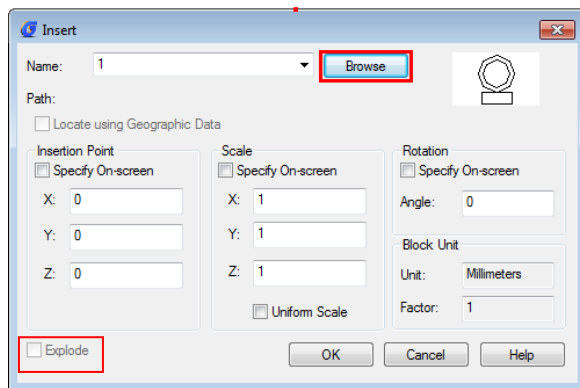 Insert
Name: 1 Browse
Path:
Locate using Geographic Data
Insertion Point Scale Rotation
Specify On-screen Specify On-screen Specify On-screen
X: 0 X: 1 Angle: 0
Y: 0 Y: 1
Block Unit
Z: 0 Z: 1 Unit: Millimeters
Uniform Scale Factor: 1
Explode OK Cancel Help